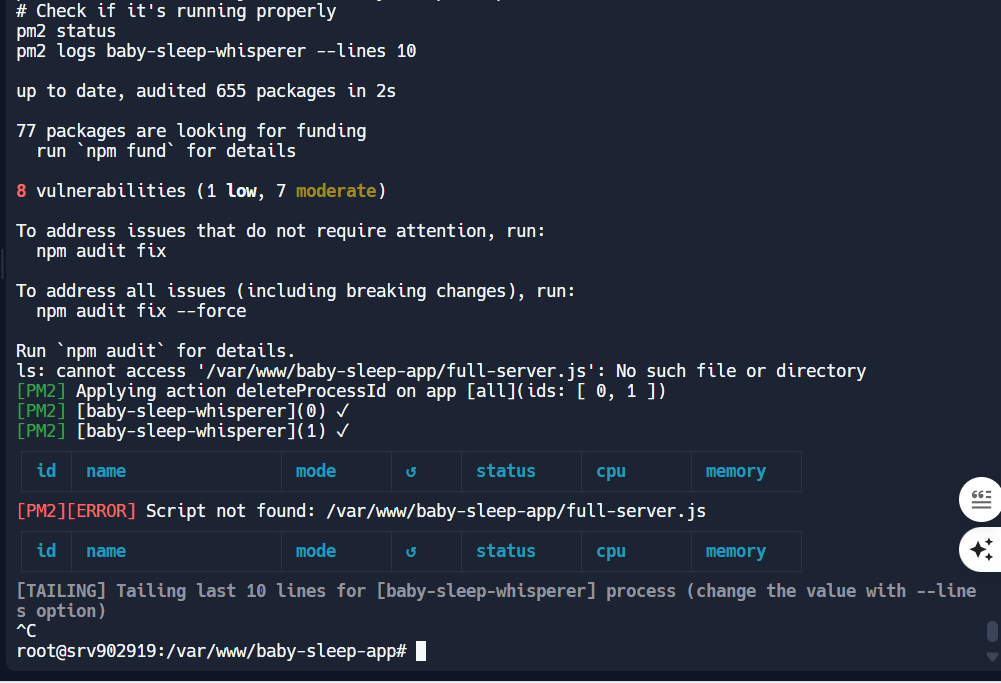 # Check if it's running properly
pm2 status
pm2 logs baby-sleep-whisperer --lines 10
up to date, audited 655 packages in 2s
77 packages are looking for funding
run `npm fund` for details
8 vulnerabilities (1 low, 7 moderate)
To address issues that do not require attention, run:
npm audit fix
To address all issues (including breaking changes), run:
npm audit fix --force
Run `npm audit` for details.
ls: cannot access '/var/www/baby-sleep-app/full-server.js': No such file or directory
[PM2] Applying action deleteProcessId on app [all](ids: [ 0, 1 ])
[PM2] [baby-sleep-whisperer](0) ✓
[PM2] [baby-sleep-whisperer](1) ✓
id name mode ↺ status cpu memory
[PM2][ERROR] Script not found: /var/www/baby-sleep-app/full-server.js
id name mode ↺ status cpu memory
[TAILING] Tailing last 10 lines for [baby-sleep-whisperer] process (change the value with --line
s option)
^C
root@srv902919:/var/www/baby-sleep-app#